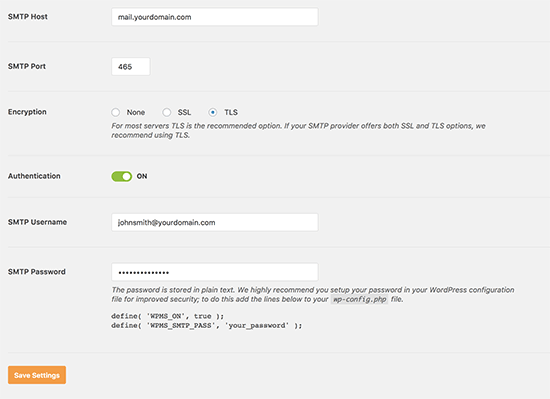 SMTP Host
mail.yourdomain.com
SMTP Port
465
Encryption
None SSL TLS
For most servers TLS is the recommended option. If your SMTP provider offers both SSL and TLS options, we
recommend using TLS.
Authentication
ON
SMTP Username
johnsmith@yourdomain.com
SMTP Password
••••••••••••••
The password is stored in plain text. We highly recommend you setup your password in your WordPress configuration
file for improved security; to do this add the lines below to your wp-config.php file.
define( 'WPMS_ON', true );
define( 'WPMS_SMTP_PASS', 'your_password' );
Save Settings